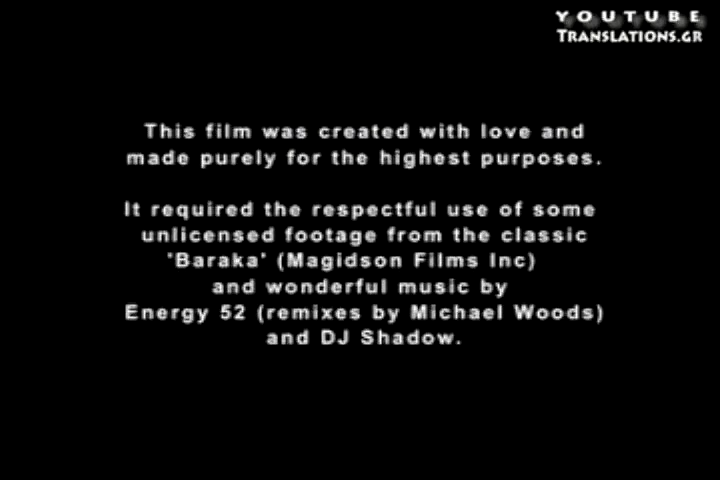 YOUTUBE
TRANSLATIONS.GR
This film was created with love and
made purely for the highest purposes.
It required the respectful use of some
unlicensed footage from the classic
'Baraka' (Magidson Films Inc)
and wonderful music by
Energy 52 (remixes by Michael Woods)
and DJ Shadow.